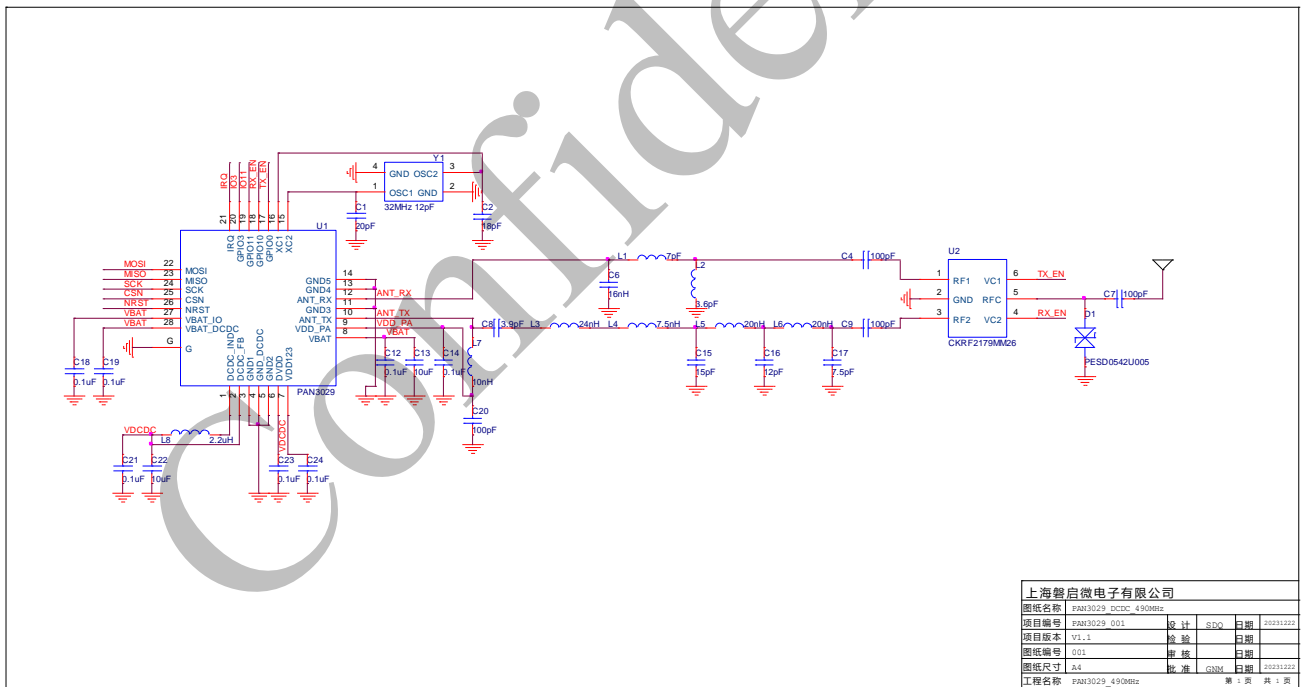 Confiden
Y1
4 GND OSC2 3
1 OSC1 GND 2
32MHz 12pF
C1
20pF
C2
18pF
IRQ
IO3
IO11
RX_EN
TX_EN
21
20
19
18
17
16
15
U1
IRQ
GPIO3
GPIO11
GPIO10
GPIO0
XC1
XC2
MOSI 22 MOSI
MISO 23 MISO
SCK 24 SCK
CSN 25 CSN
NRST 26 NRST
VBAT 27 VBAT_IO
VBAT 28 VBAT_DCDC
G G
GND5 14
GND4 13
ANT_RX 12 ANT_RX
GND3 11
ANT_TX 10 ANT_TX
VDD_PA 9 VDD_PA
VBAT 8 VBAT
DCDC_IND
DCDC_FB
GND1
GND_DCDC
GND2
DVDD
VDD123
PAN3029
1
2
3
4
5
6
7
C18
0.1uF
C19
0.1uF
C12
0.1uF
C13
10uF
C14
0.1uF
L7
10nH
C20
100pF
VDCDC
L8 2.2uH
VDCDC
C21
0.1uF
C22
10uF
C23
0.1uF
C24
0.1uF
L1 7pF
C6
16nH
L2
3.6pF
C4 100pF
C8 3.9pF
L3 24nH
L4 7.5nH
L5 20nH
L6 20nH
C9 100pF
C15
15pF
C16
12pF
C17
7.5pF
U2
1 RF1 VC1 6 TX_EN
2 GND RFC 5
3 RF2 VC2 4 RX_EN
CKRF2179MM26
C7 100pF
D1
PESD0542U005
上海磐启微电子有限公司
图纸名称 PAN3029_DCDC_490MHz
项目编号 PAN3029_001 设 计 SDQ 日期 20231222
项目版本 V1.1 检 验 日期
图纸编号 001 审 核 日期
图纸尺寸 A4 批 准 GNM 日期 20231222
工程名称 PAN3029_490MHz 第 1 页 共 1 页